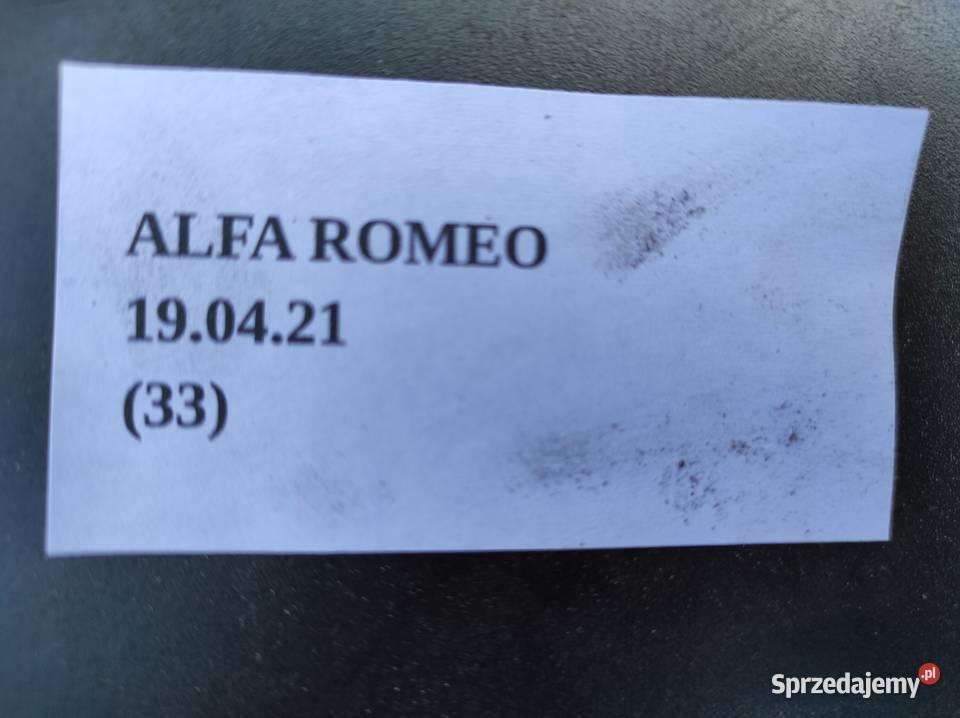 ALFA ROMEO
19.04.21
(33)
Sprzedajemy.pl